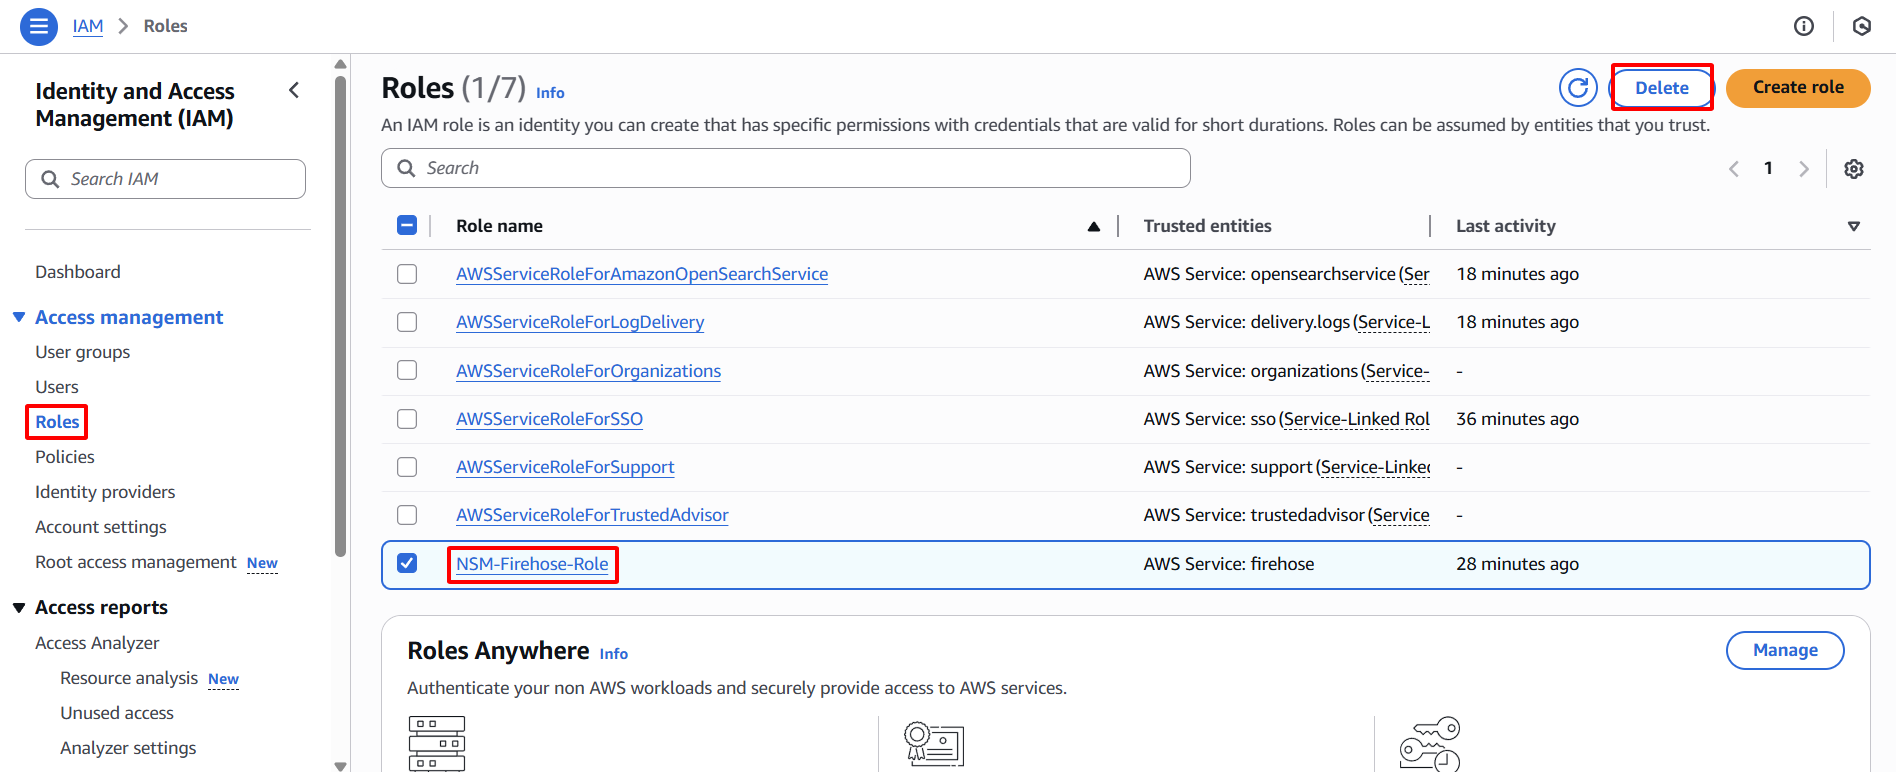 IAM > Roles
Identity and Access
Management (IAM)
Search IAM
Dashboard
Access management
User groups
Users
Roles
Policies
Identity providers
Account settings
Root access management New
Access reports
Access Analyzer
Resource analysis New
Unused access
Analyzer settings
Roles (1/7) Info
Delete
Create role
An IAM role is an identity you can create that has specific permissions with credentials that are valid for short durations. Roles can be assumed by entities that you trust.
Search
1
Role name Trusted entities Last activity
AWSServiceRoleForAmazonOpenSearchService AWS Service: opensearchservice (Ser 18 minutes ago
AWSServiceRoleForLogDelivery AWS Service: delivery.logs (Service-L 18 minutes ago
AWSServiceRoleForOrganizations AWS Service: organizations (Service- -
AWSServiceRoleForSSO AWS Service: sso (Service-Linked Rol 36 minutes ago
AWSServiceRoleForSupport AWS Service: support (Service-Linked -
AWSServiceRoleForTrustedAdvisor AWS Service: trustedadvisor (Service -
NSM-Firehose-Role AWS Service: firehose 28 minutes ago
Roles Anywhere Info
Manage
Authenticate your non AWS workloads and securely provide access to AWS services.